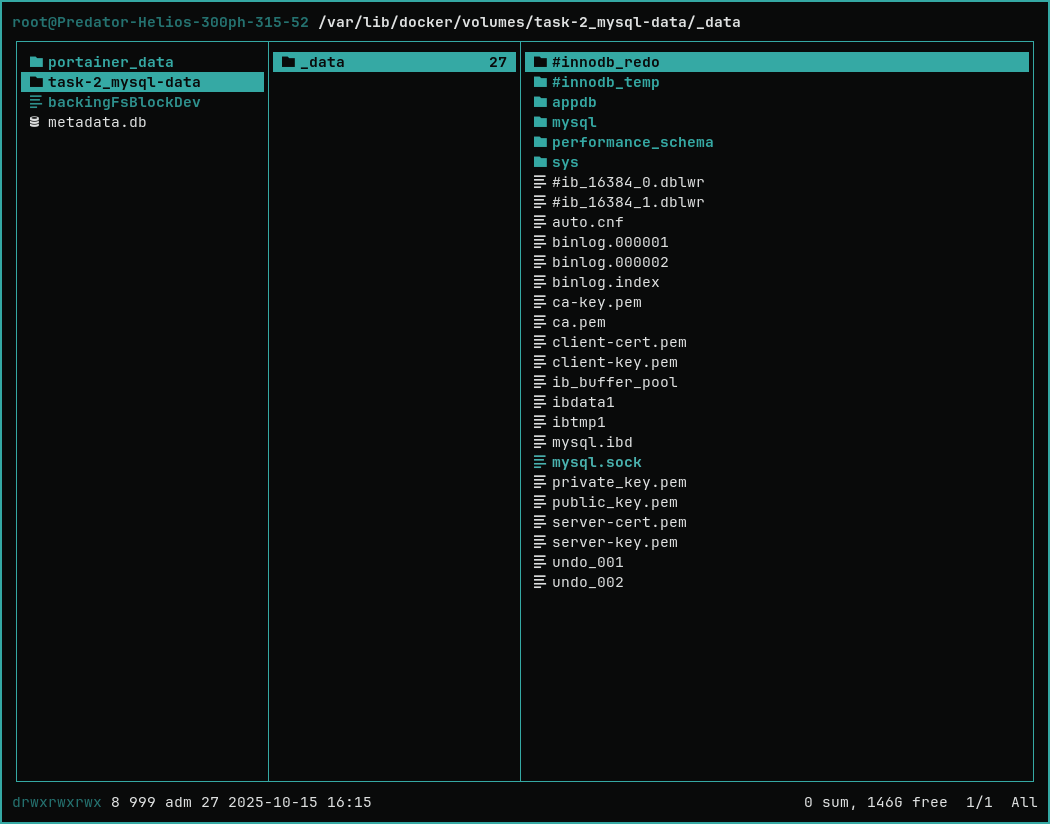 root@Predator-Helios-300ph-315-52 /var/lib/docker/volumes/task-2_mysql-data/_data
portainer_data
task-2_mysql-data
backingFsBlockDev
metadata.db
_data 27
#innodb_redo
#innodb_temp
appdb
mysql
performance_schema
sys
#ib_16384_0.dblwr
#ib_16384_1.dblwr
auto.cnf
binlog.000001
binlog.000002
binlog.index
ca-key.pem
ca.pem
client-cert.pem
client-key.pem
ib_buffer_pool
ibdata1
ibtmp1
mysql.ibd
mysql.sock
private_key.pem
public_key.pem
server-cert.pem
server-key.pem
undo_001
undo_002
drwxrwxrwx 8 999 adm 27 2025-10-15 16:15 0 sum, 146G free 1/1 All